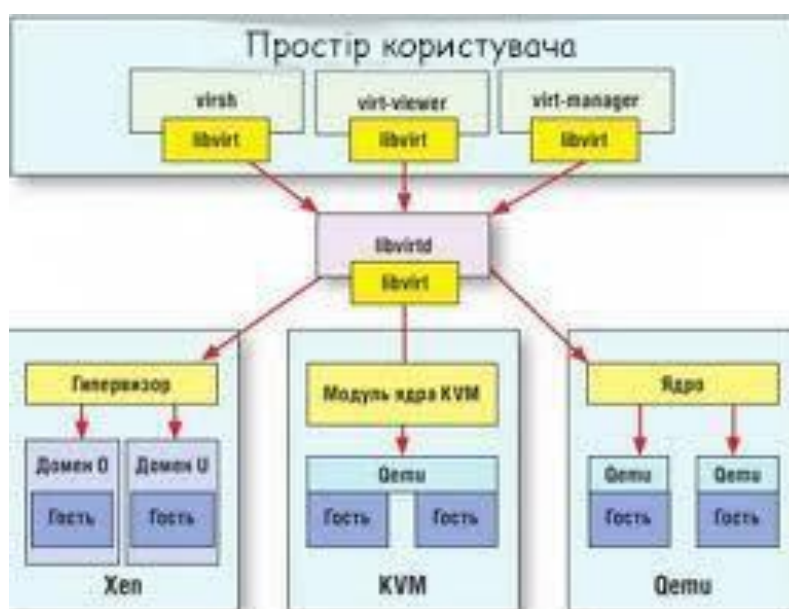 Простір користувача
virsh
virt-viewer
virt-manager
libvirt
libvirt
libvirt
libvirtd
libvirt
Гипервизор
Домен 0
Домен U
Гость
Гость
Xen
Модуль ядра KVM
Qemu
Гость
Гость
KVM
Ядро
Qemu
Qemu
Гость
Гость
Qemu